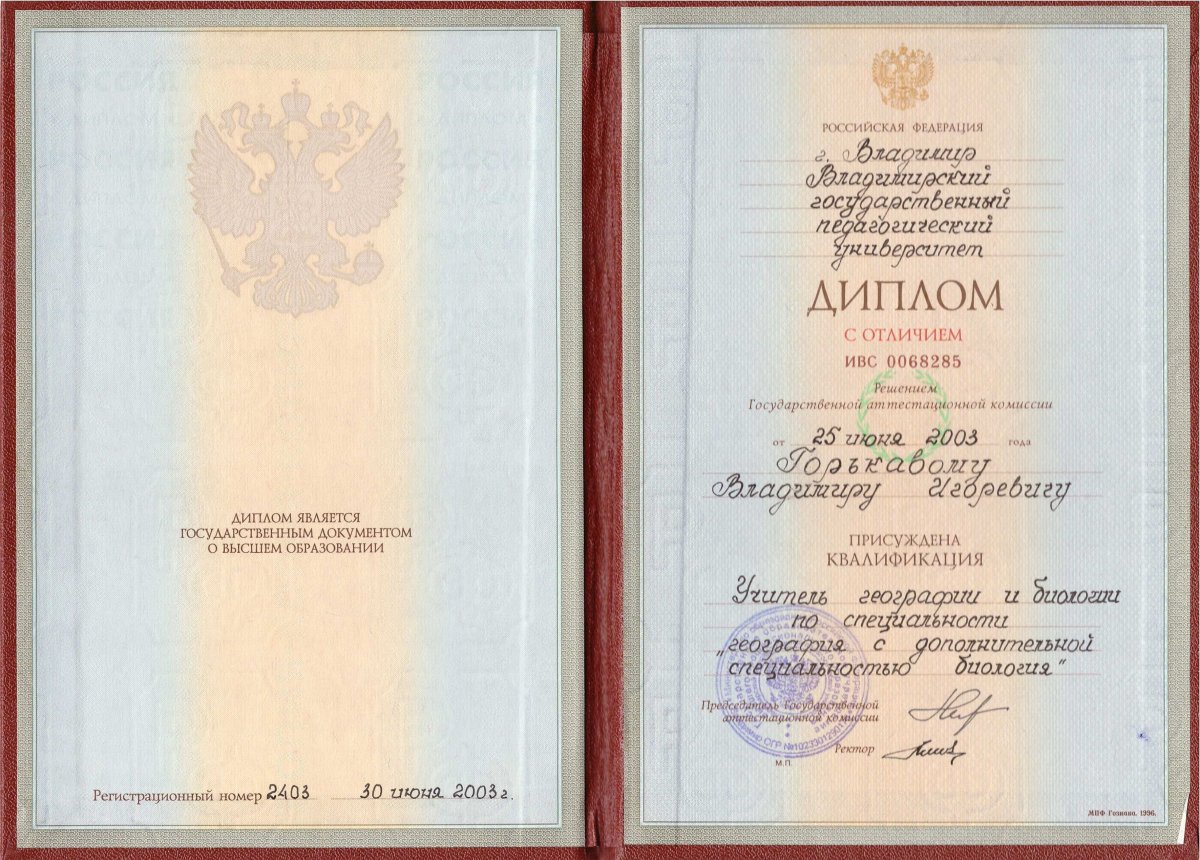 ДИПЛОМ ЯВЛЯЕТСЯ
ГОСУДАРСТВЕННЫМ ДОКУМЕНТОМ
О ВЫСШЕМ ОБРАЗОВАНИИ
Регистрационный номер 2403 30 июня 2003 г.
РОССИЙСКАЯ ФЕДЕРАЦИЯ
г. Владимир
Владимирский
государственный
педагогический
университет
ДИПЛОМ
С ОТЛИЧИЕМ
ИВС 0068285
Решением
Государственной аттестационной комиссии
от 25 июня 2003 года
Горькавому
Владимиру Игоревичу
ПРИСУЖДЕНА
КВАЛИФИКАЦИЯ
Учитель географии и биологии
по специальности
„география с дополнительной
специальностью биология"
Председатель Государственной
аттестационной комиссии
Ректор
М.П.
МПФ Гознака. 1996.